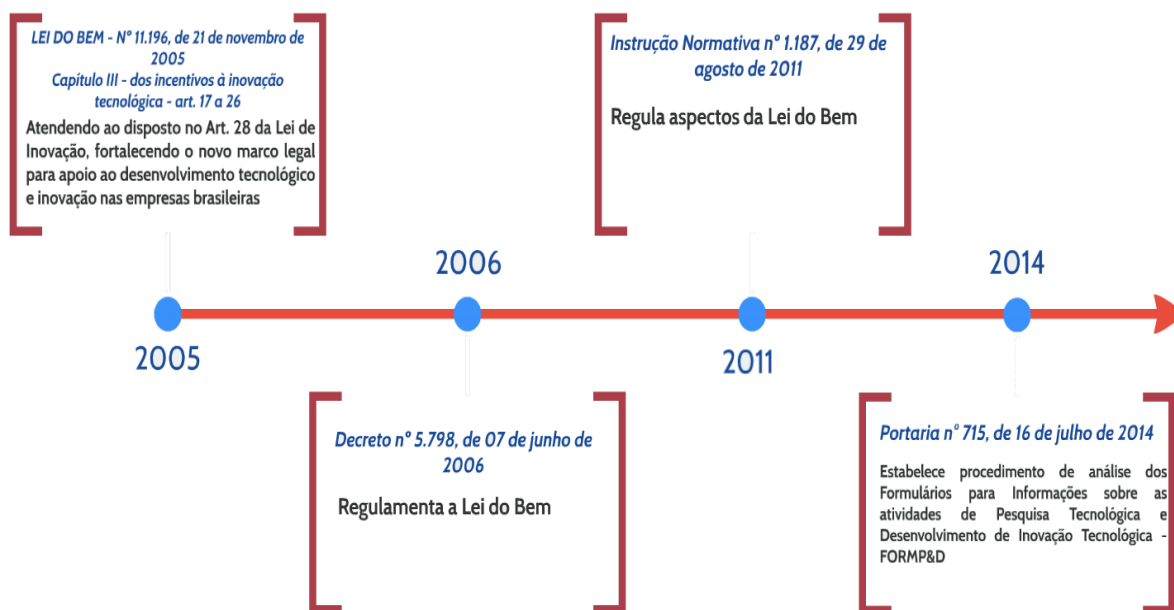 LEI DO BEM - Nº 11.196, de 21 de novembro de
2005
Capítulo III - dos incentivos à inovação
tecnológica - art. 17 a 26
Atendendo ao disposto no Art. 28 da Lei de
Inovação, fortalecendo o novo marco legal
para apoio ao desenvolvimento tecnológico
e inovação nas empresas brasileiras
2005
2006
Decreto nº 5.798, de 07 de junho de
2006
Regulamenta a Lei do Bem
Instrução Normativa nº 1.187, de 29 de
agosto de 2011
Regula aspectos da Lei do Bem
2011
2014
Portaria nº 715, de 16 de julho de 2014
Estabelece procedimento de análise dos
Formulários para Informações sobre as
atividades de Pesquisa Tecnológica e
Desenvolvimento de Inovação Tecnológica -
FORMP&D